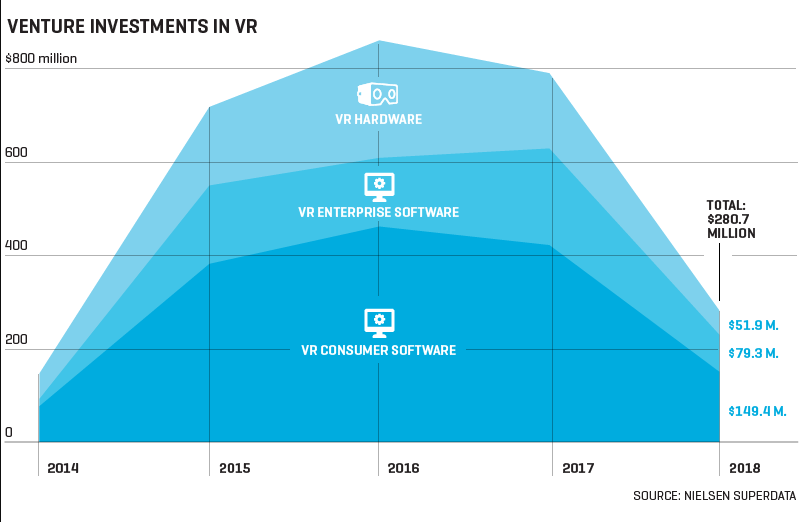 VENTURE INVESTMENTS IN VR
$800 million
VR HARDWARE
600
VR ENTERPRISE SOFTWARE
TOTAL:
$280.7
MILLION
400
$51.9 M.
200
VR CONSUMER SOFTWARE
$79.3 M.
$149.4 M.
0
2014
2015
2016
2017
2018
SOURCE: NIELSEN SUPERDATA